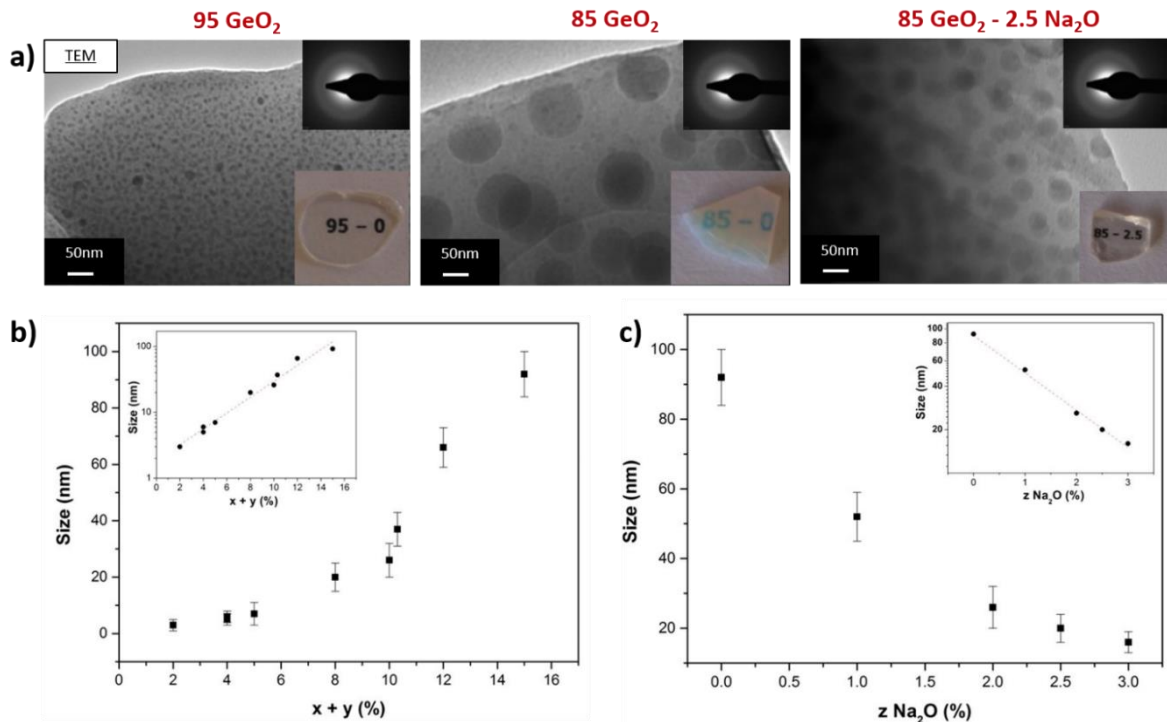 95 GeO₂
85 GeO₂
85 GeO₂ - 2.5 Na₂O
a)
TEM
95 – 0
85 – 0
85 – 2.5
50nm
50nm
50nm
b)
100
80
60
40
20
0
Size (nm)
0 2 4 6 8 10 12 14 16
x + y (%)
100
10
1
Size (nm)
2 4 6 8 10 12 14 16
x + y (%)
c)
100
80
60
40
20
Size (nm)
0.0 0.5 1.0 1.5 2.0 2.5 3.0
z Na₂O (%)
100
80
60
40
20
Size (nm)
0 1 2 3
z Na₂O (%)